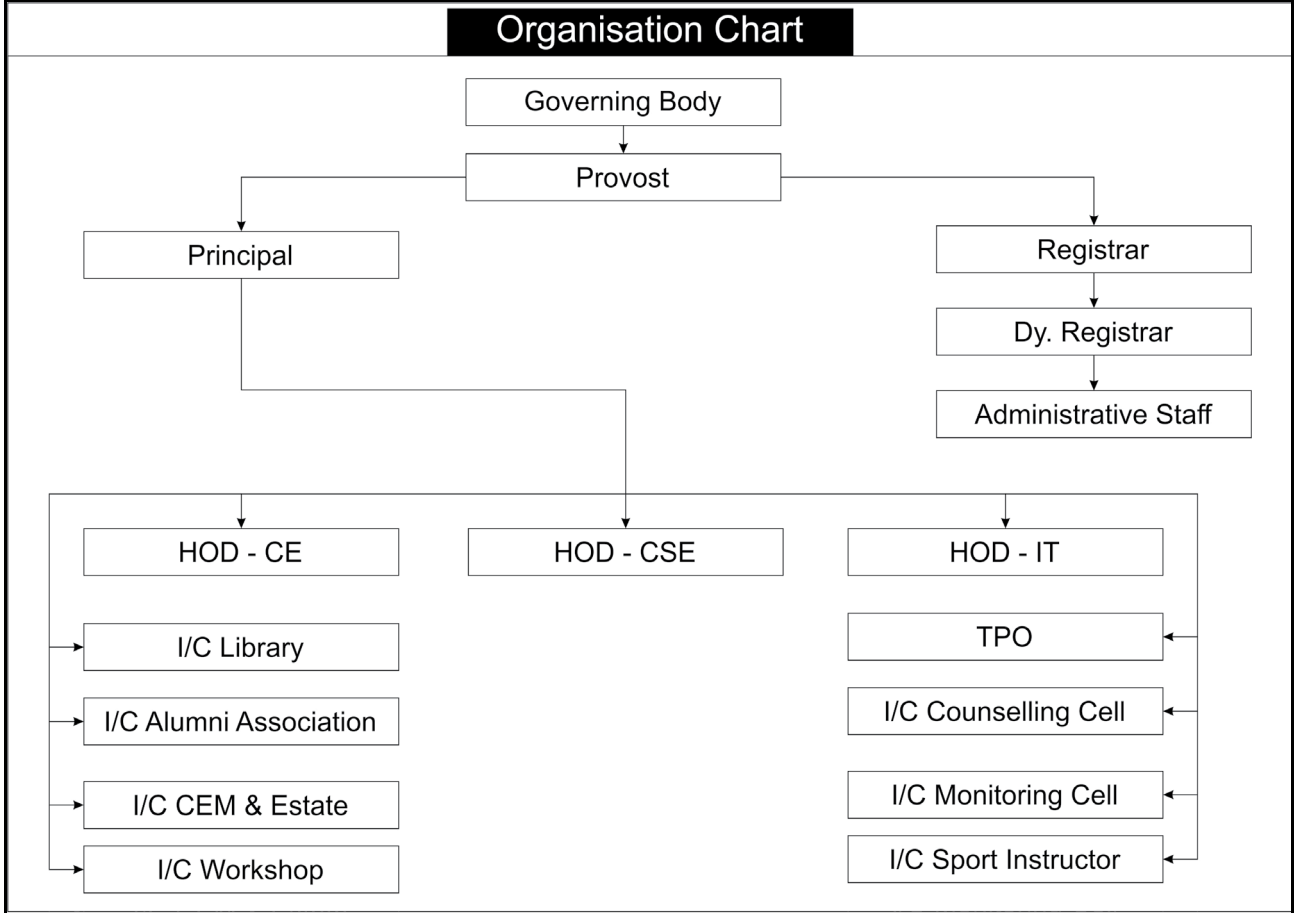 Organisation Chart
Governing Body
Provost
Principal
Registrar
Dy. Registrar
Administrative Staff
HOD - CE
HOD - CSE
HOD - IT
I/C Library
TPO
I/C Alumni Association
I/C Counselling Cell
I/C CEM & Estate
I/C Monitoring Cell
I/C Workshop
I/C Sport Instructor